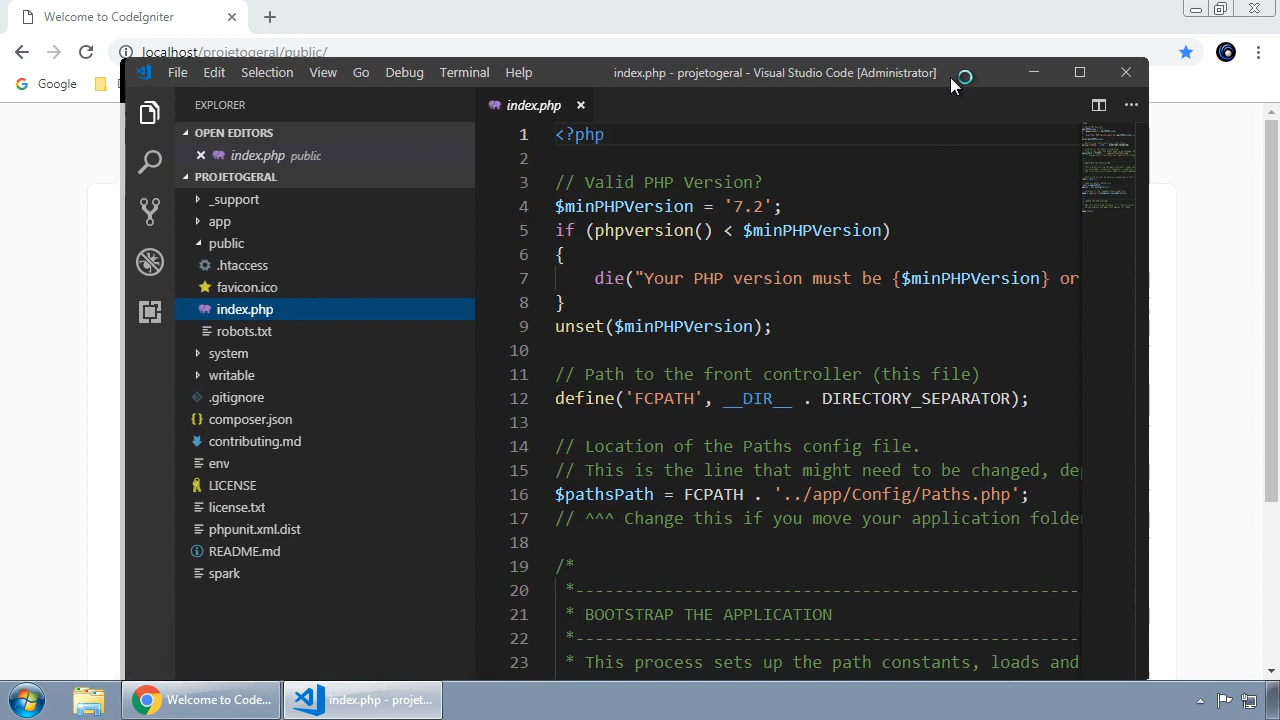 Welcome to CodeIgniter
localhost/projetogeral/public/
Google
File Edit Selection View Go Debug Terminal Help
index.php - projetogeral - Visual Studio Code [Administrator]
EXPLORER
OPEN EDITORS
index.php public
PROJETOGERAL
_support
app
public
.htaccess
favicon.ico
index.php
robots.txt
system
writable
.gitignore
composer.json
contributing.md
env
LICENSE
license.txt
phpunit.xml.dist
README.md
spark
index.php
1 <?php
2
3 // Valid PHP Version?
4 $minPHPVersion = '7.2';
5 if (phpversion() < $minPHPVersion)
6 {
7 die("Your PHP version must be {$minPHPVersion} or
8 }
9 unset($minPHPVersion);
10
11 // Path to the front controller (this file)
12 define('FCPATH', __DIR__ . DIRECTORY_SEPARATOR);
13
14 // Location of the Paths config file.
15 // This is the line that might need to be changed, de
16 $pathsPath = FCPATH . '../app/Config/Paths.php';
17 // ^^^ Change this if you move your application folde
18
19 /*
20 *---------------------------------------------------
21 * BOOTSTRAP THE APPLICATION
22 *---------------------------------------------------
23 * This process sets up the path constants, loads and
Welcome to Code...
index.php - projet...